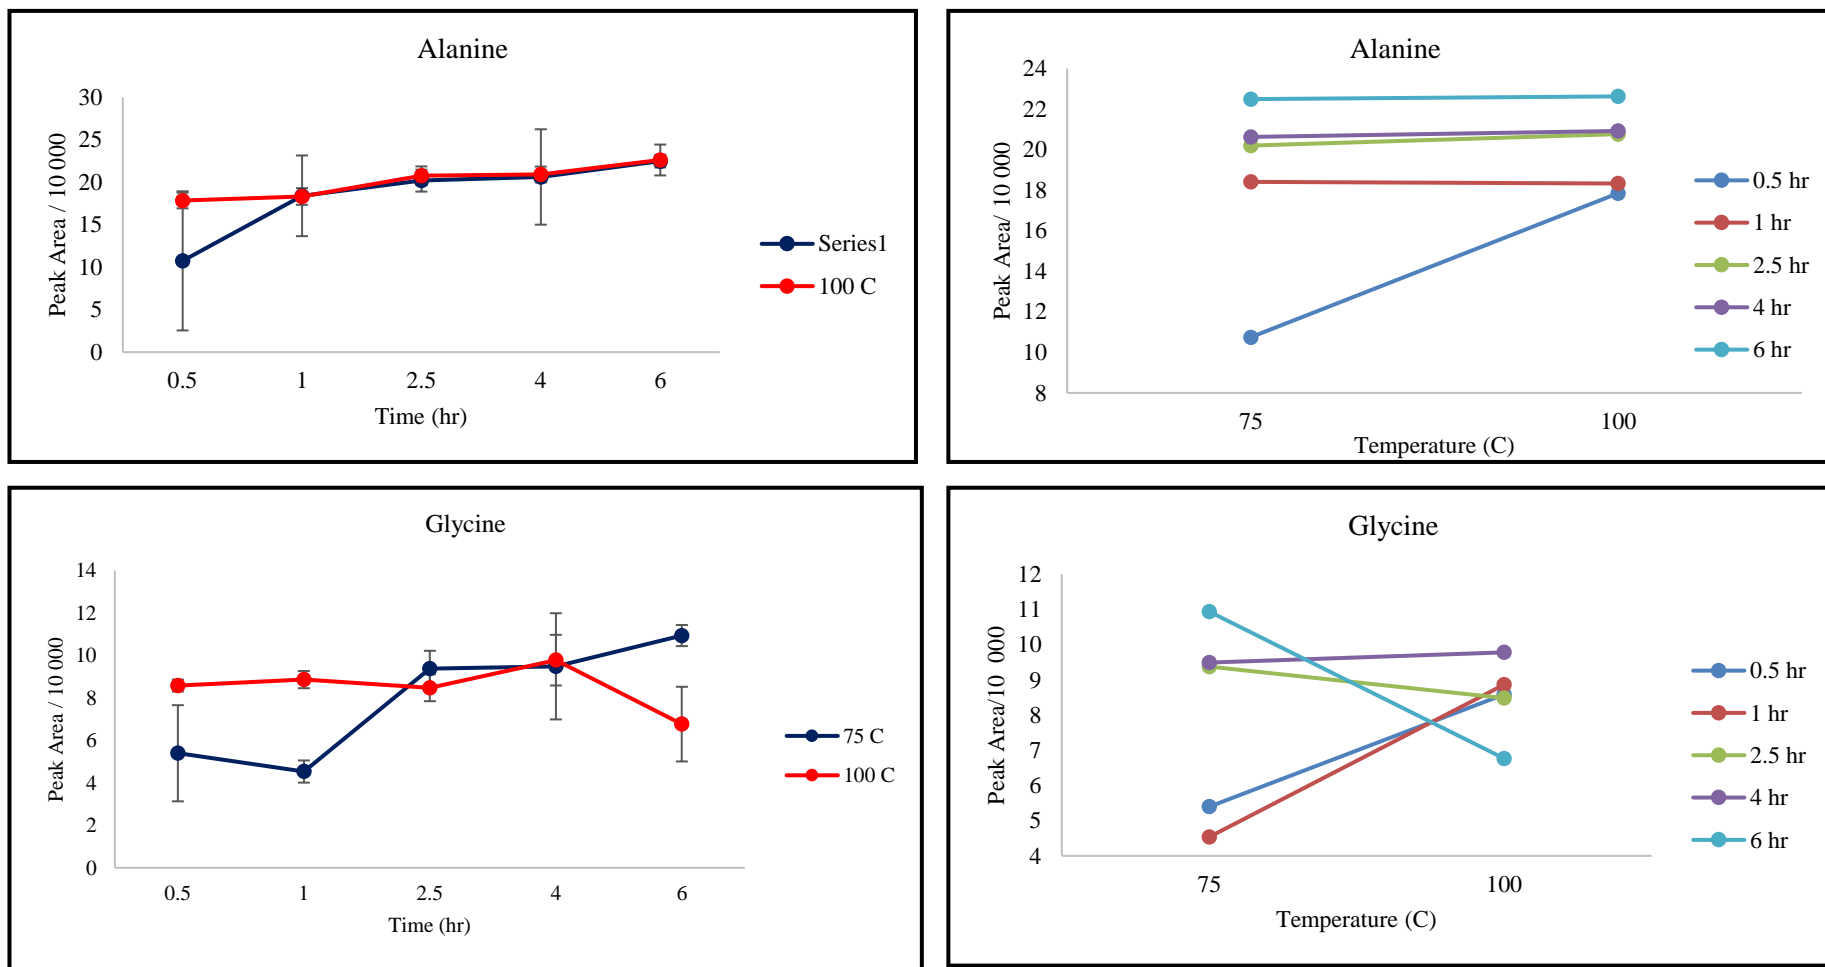 Alanine
30
25
20
15
10
5
0
Peak Area / 10 000
0.5 1 2.5 4 6
Time (hr)
Series1
100 C
Alanine
24
22
20
18
16
14
12
10
8
Peak Area/ 10 000
75 100
Temperature (C)
0.5 hr
1 hr
2.5 hr
4 hr
6 hr
Glycine
14
12
10
8
6
4
2
0
Peak Area / 10 000
0.5 1 2.5 4 6
Time (hr)
75 C
100 C
Glycine
12
11
10
9
8
7
6
5
4
Peak Area/10 000
75 100
Temperature (C)
0.5 hr
1 hr
2.5 hr
4 hr
6 hr